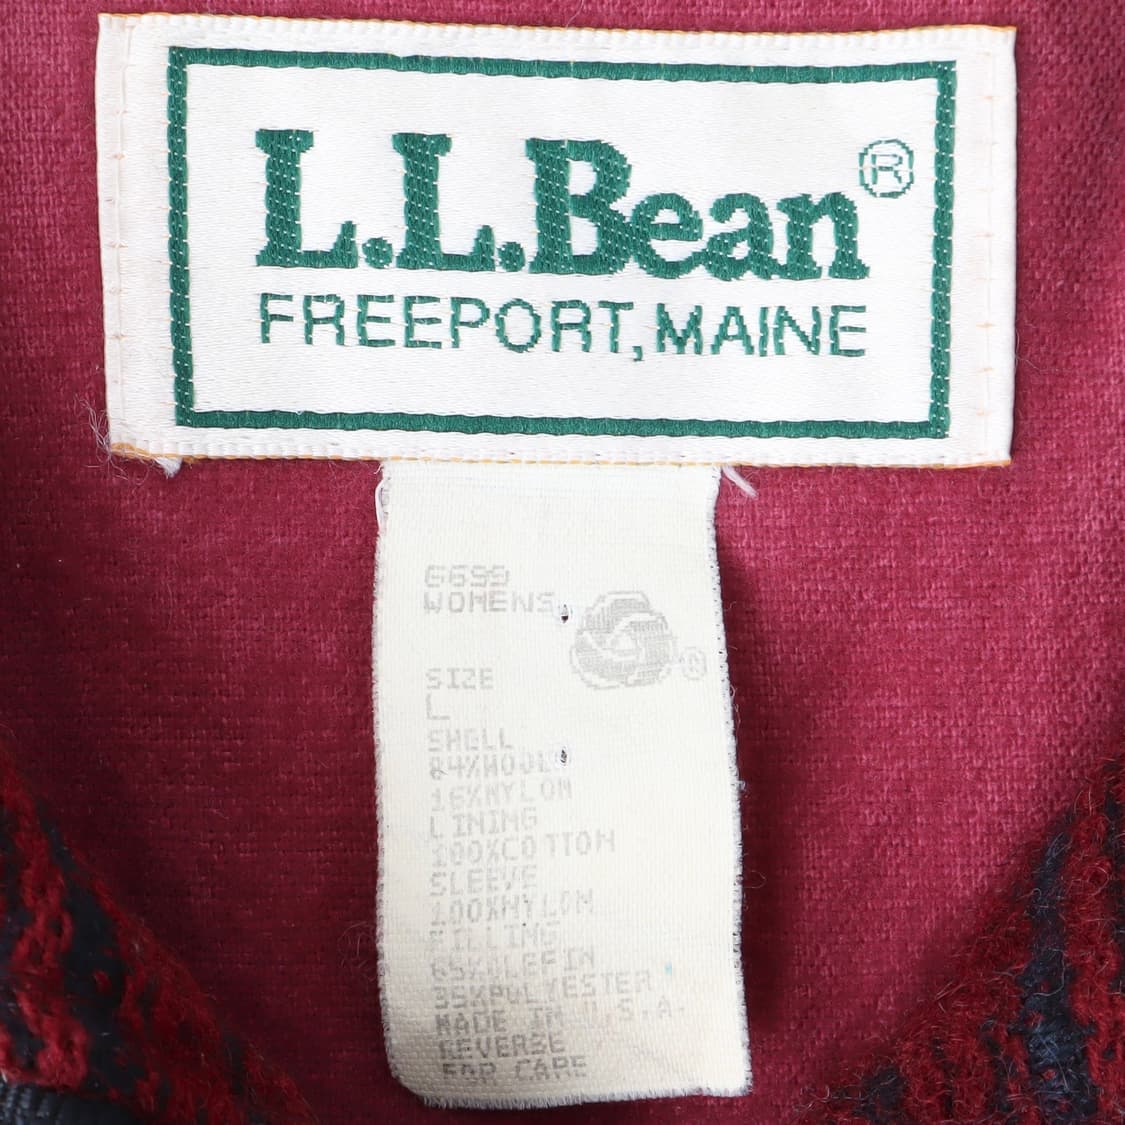 L.L.Bean®
FREEPORT, MAINE
6699
WOMENS
®
SIZE
L
SHELL
84%WOOL
16%NYLON
LINING
100%COTTON
SLEEVE
100%NYLON
FILLING
65%OLEFIN
35%POLYESTER
MADE IN U.S.A.
REVERSE
FOR CARE